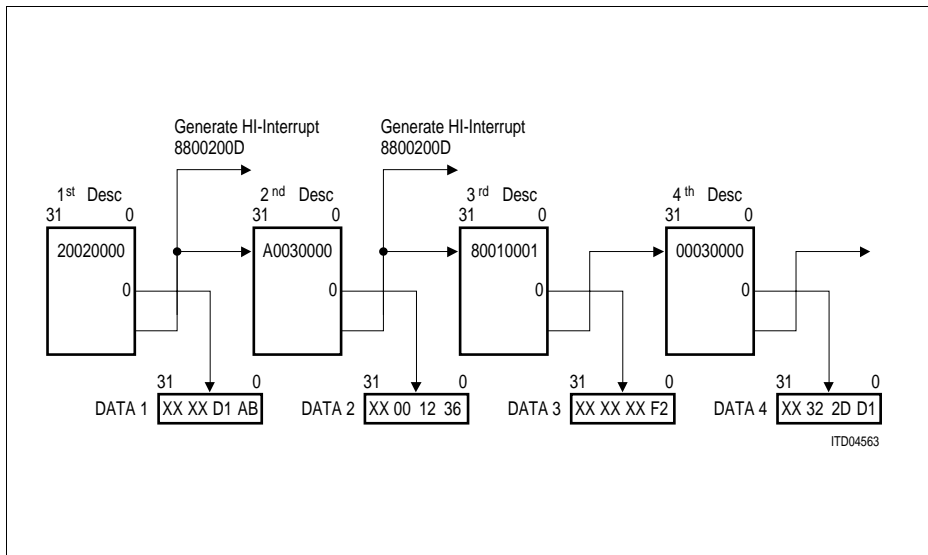 Generate HI-Interrupt Generate HI-Interrupt
8800200D 8800200D
1st Desc 2nd Desc 3rd Desc 4th Desc
31 0 31 0 31 0 31 0
20020000 A0030000 80010001 00030000
0 0 0 0
31 0 31 0 31 0 31 0
DATA 1 XX XX D1 AB DATA 2 XX 00 12 36 DATA 3 XX XX XX F2 DATA 4 XX 32 2D D1
ITD04563